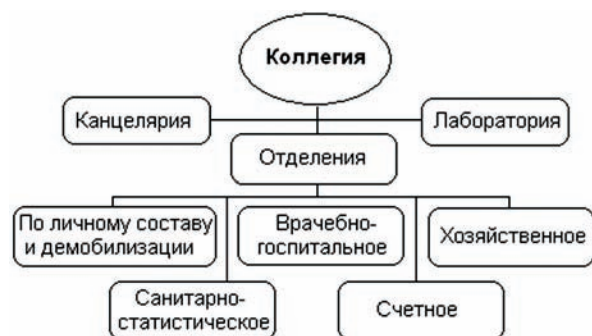 Коллегия
Канцелярия
Лаборатория
Отделения
По личному составу
и демобилизации
Врачебно-
госпитальное
Хозяйственное
Санитарно-
статистическое
Счетное